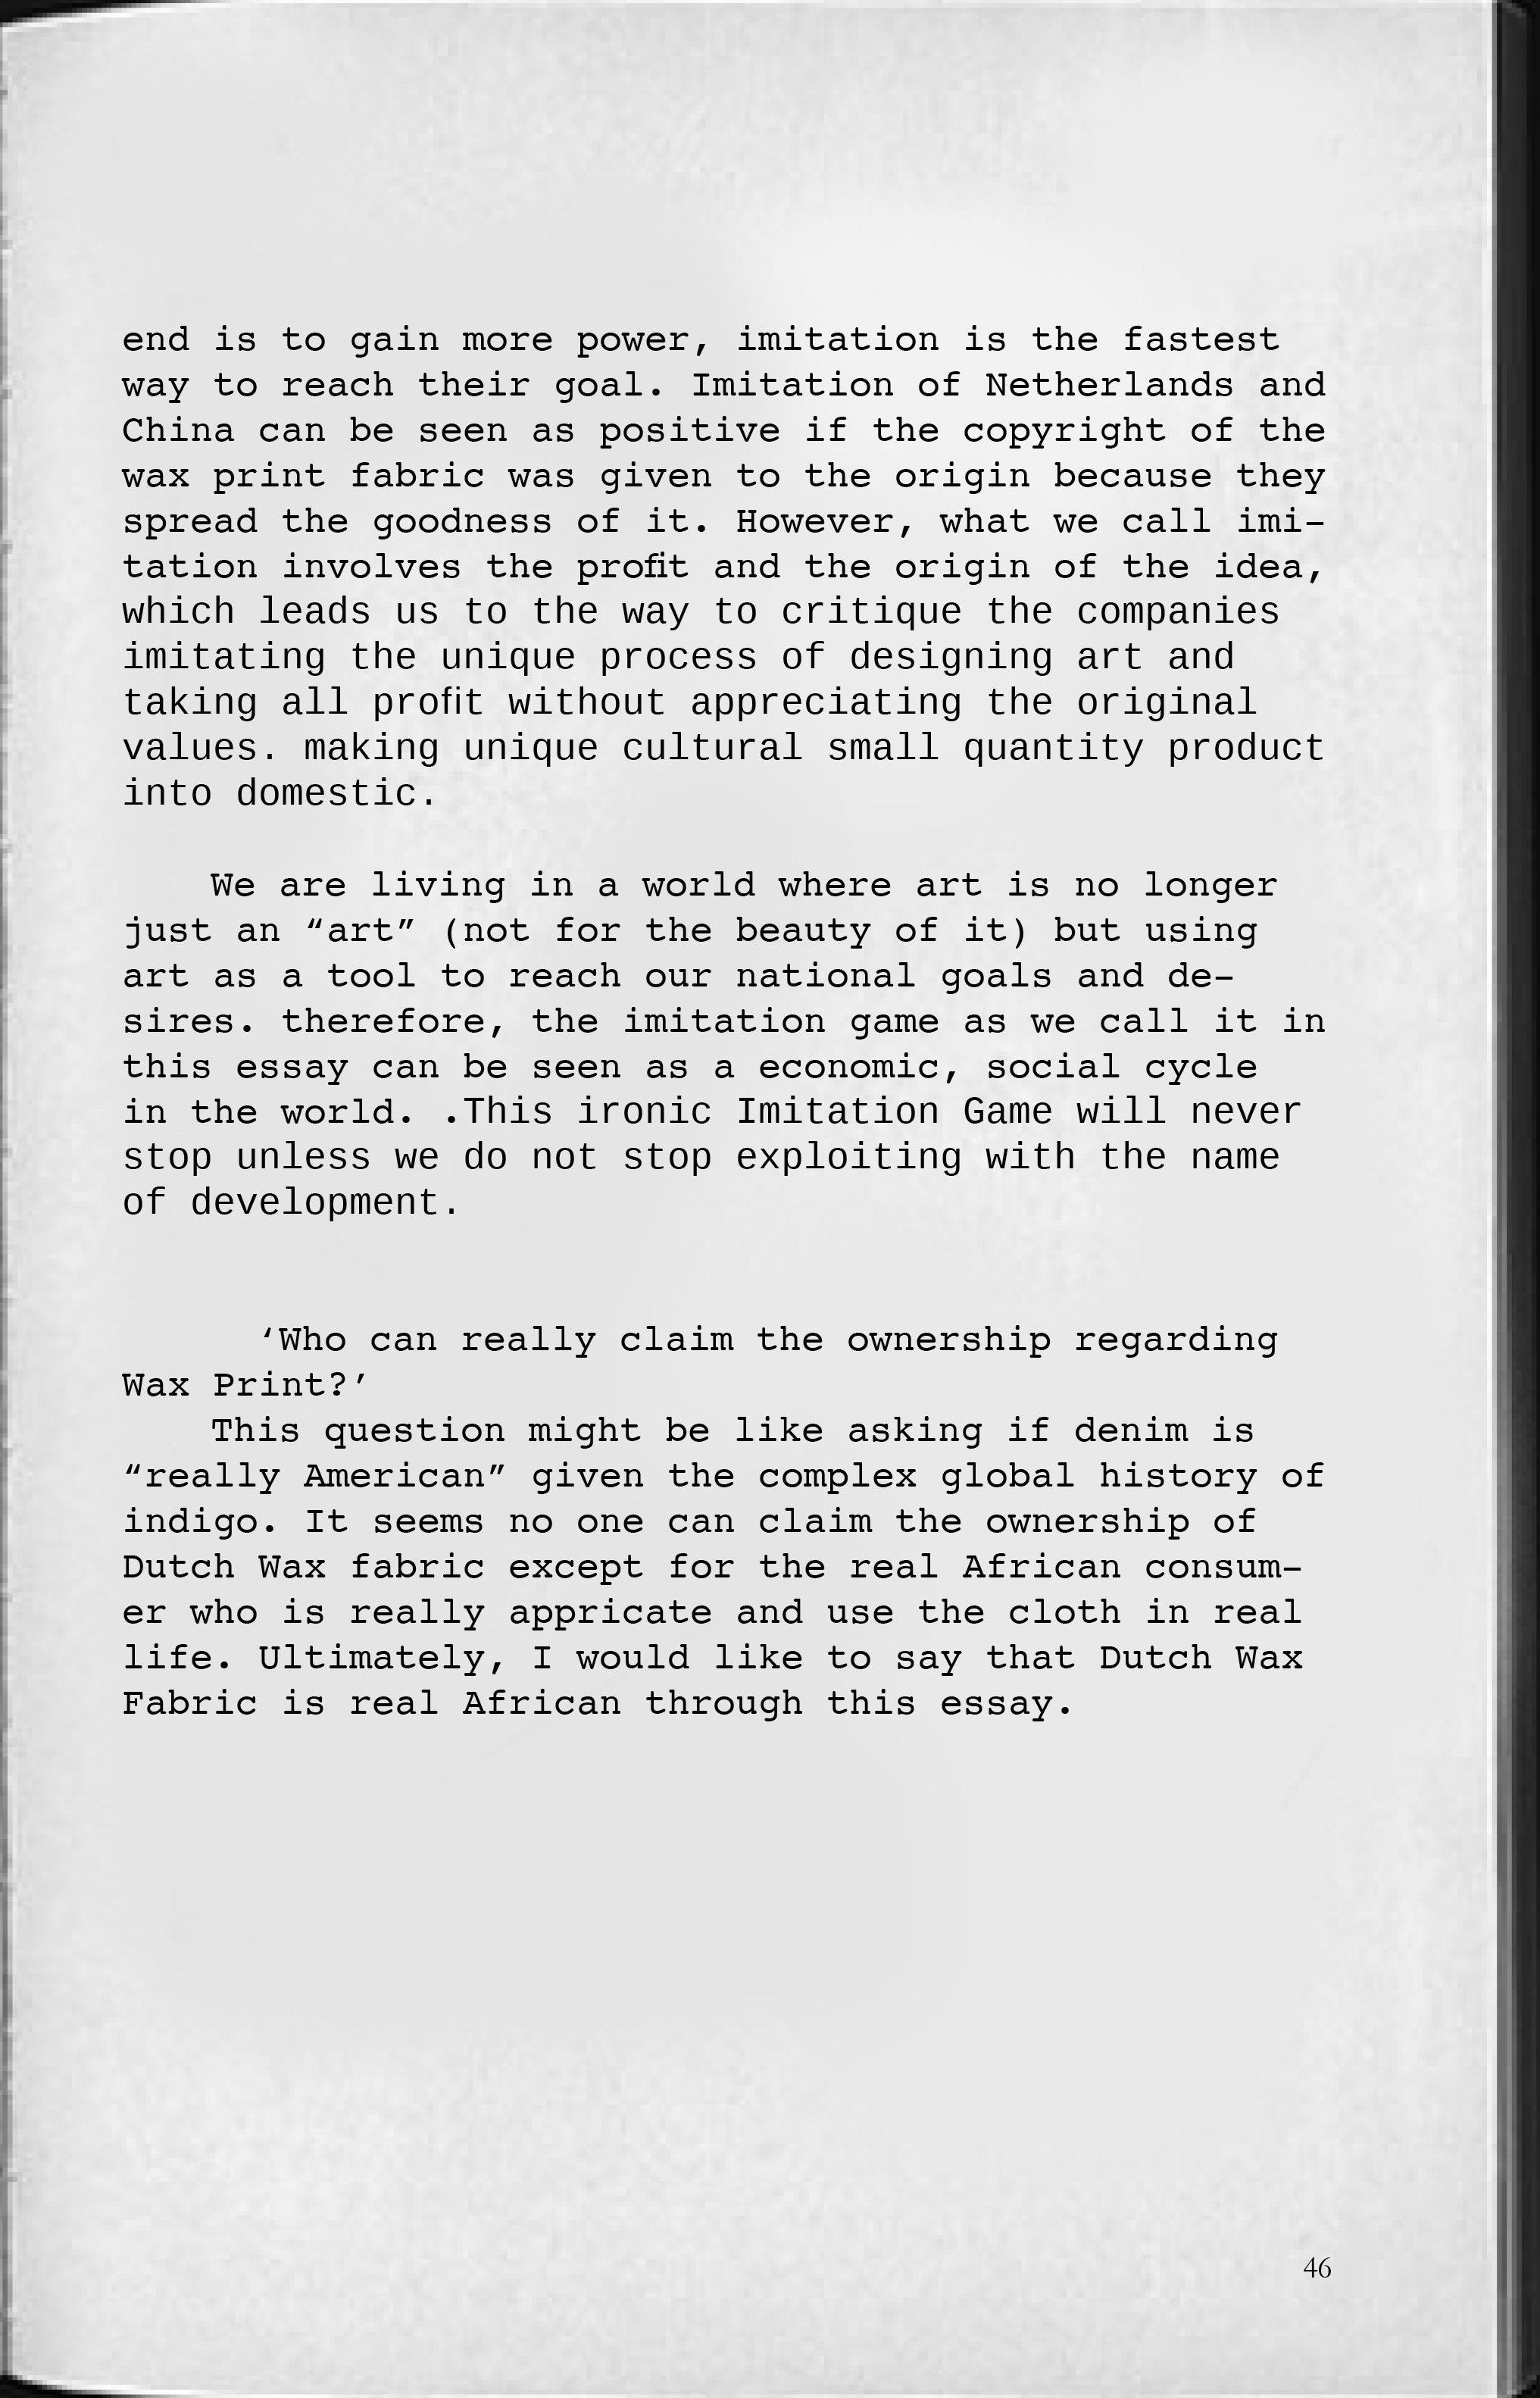 end is to gain more power, imitation is the fastest
way to reach their goal. Imitation of Netherlands and
China can be seen as positive if the copyright of the
wax print fabric was given to the origin because they
spread the goodness of it. However, what we call imi-
tation involves the profit and the origin of the idea,
which leads us to the way to critique the companies
imitating the unique process of designing art and
taking all profit without appreciating the original
values. making unique cultural small quantity product
into domestic.
We are living in a world where art is no longer
just an “art” (not for the beauty of it) but using
art as a tool to reach our national goals and de-
sires. therefore, the imitation game as we call it in
this essay can be seen as a economic, social cycle
in the world. .This ironic Imitation Game will never
stop unless we do not stop exploiting with the name
of development.
‘Who can really claim the ownership regarding
Wax Print?’
This question might be like asking if denim is
“really American” given the complex global history of
indigo. It seems no one can claim the ownership of
Dutch Wax fabric except for the real African consum-
er who is really appricate and use the cloth in real
life. Ultimately, I would like to say that Dutch Wax
Fabric is real African through this essay.
46